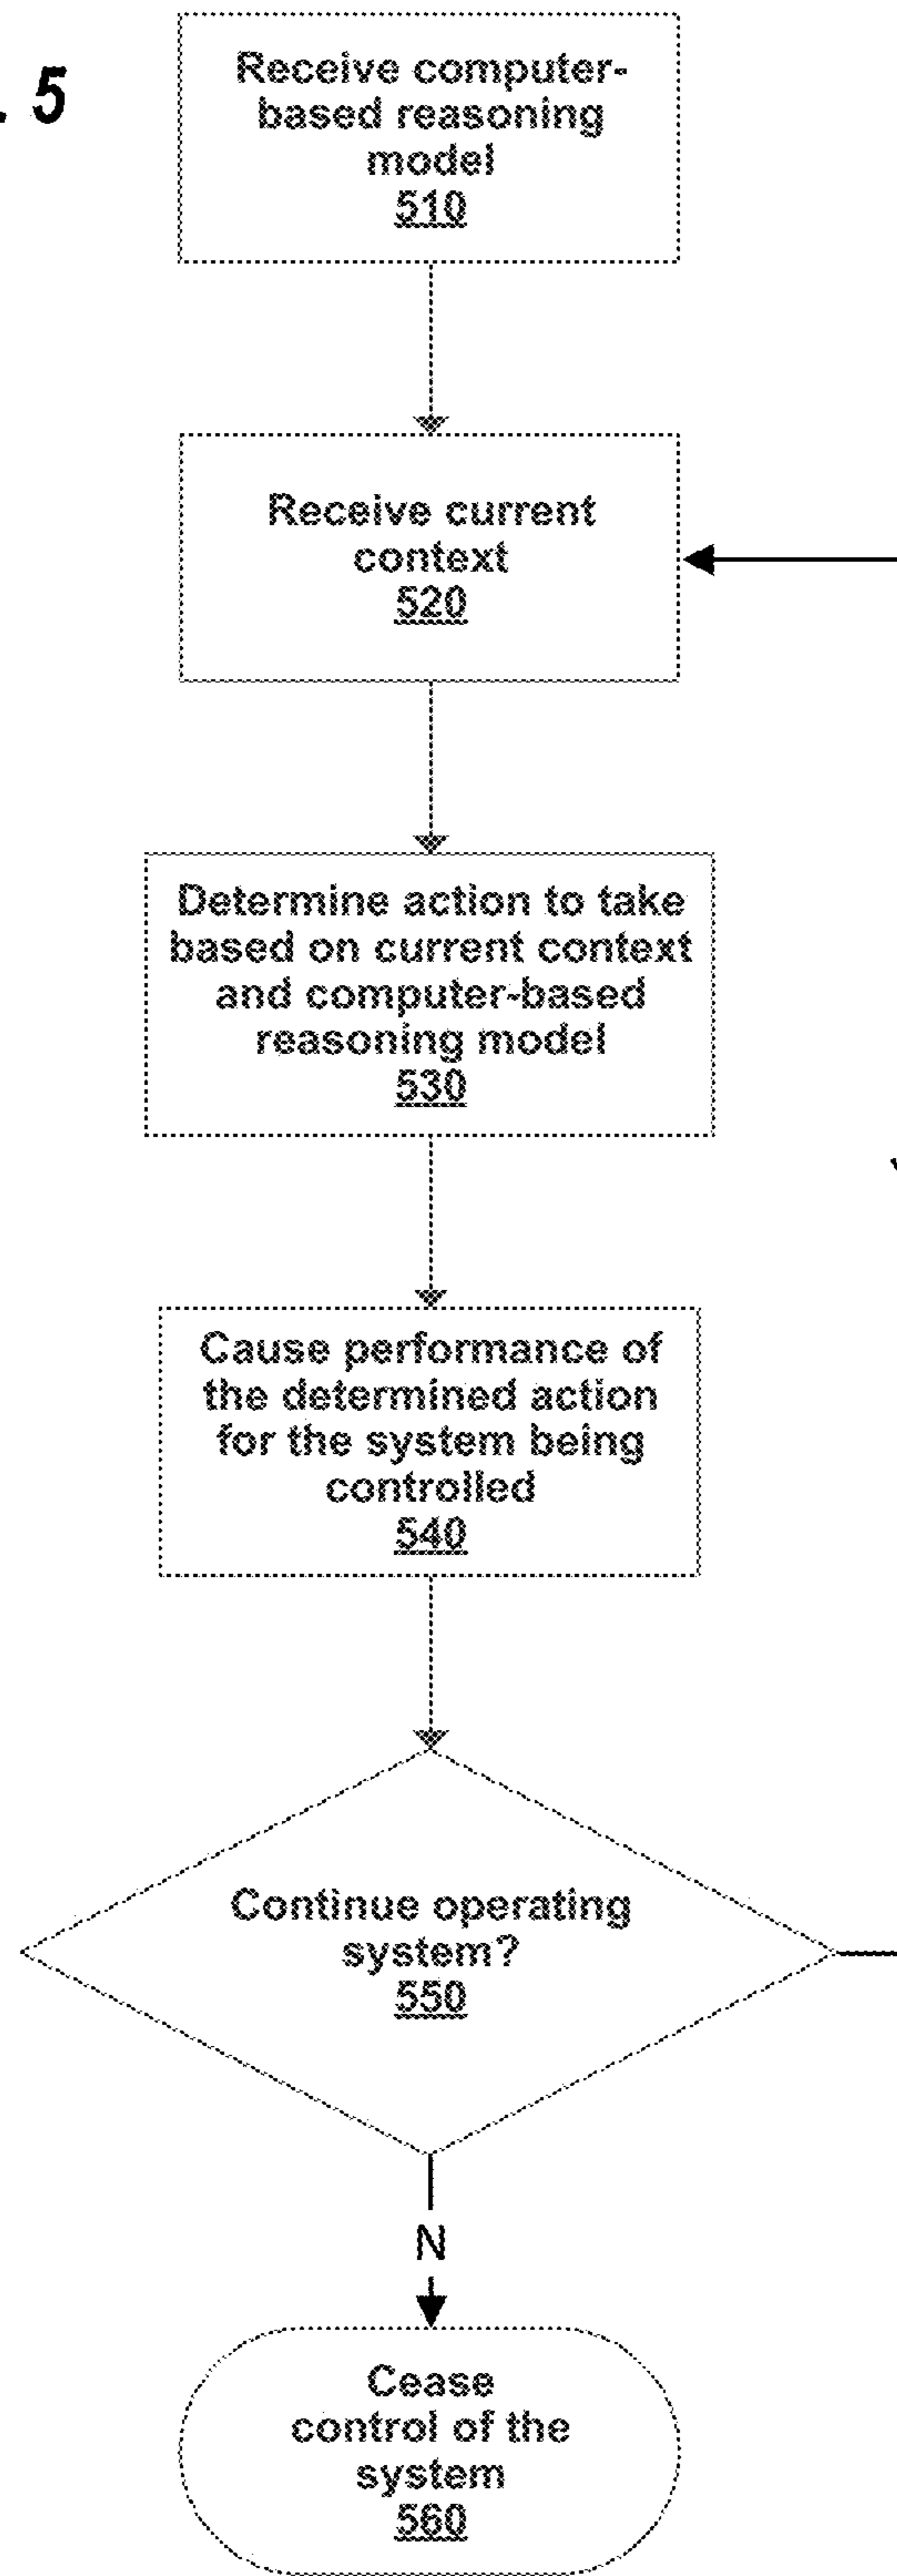 . 5
Receive computer-
based reasoning
model
510
Receive current
context
520
Determine action to take
based on current context
and computer-based
reasoning model
530
Cause performance of
the determined action
for the system being
controlled
540
Continue operating
system?
550
N
Cease
control of the
system
560